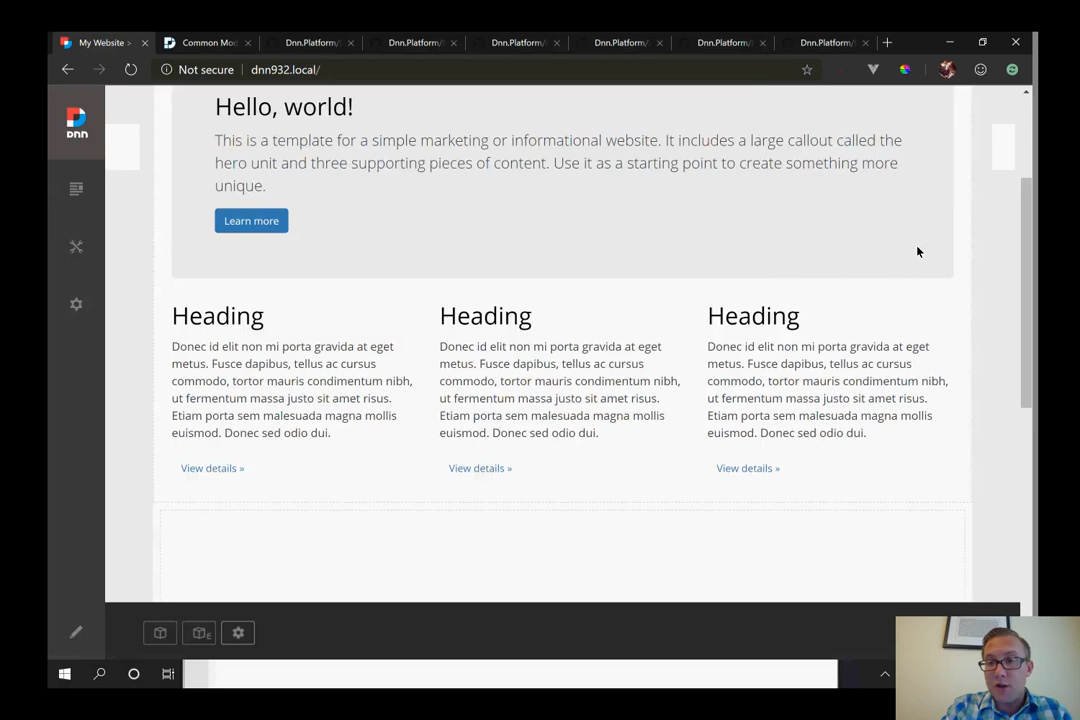 My Website >
Common Mod
Dnn.Platform/
Dnn.Platform/
Dnn.Platform/
Dnn.Platform/
Dnn.Platform/
Dnn.Platform/
Not secure
dnn932.local/
Dnn
Hello, world!
This is a template for a simple marketing or informational website. It includes a large callout called the
hero unit and three supporting pieces of content. Use it as a starting point to create something more
unique.
Learn more
Heading
Donec id elit non mi porta gravida at eget
metus. Fusce dapibus, tellus ac cursus
commodo, tortor mauris condimentum nibh,
ut fermentum massa justo sit amet risus.
Etiam porta sem malesuada magna mollis
euismod. Donec sed odio dui.
View details »
Heading
Donec id elit non mi porta gravida at eget
metus. Fusce dapibus, tellus ac cursus
commodo, tortor mauris condimentum nibh,
ut fermentum massa justo sit amet risus.
Etiam porta sem malesuada magna mollis
euismod. Donec sed odio dui.
View details »
Heading
Donec id elit non mi porta gravida at eget
metus. Fusce dapibus, tellus ac cursus
commodo, tortor mauris condimentum nibh,
ut fermentum massa justo sit amet risus.
Etiam porta sem malesuada magna mollis
euismod. Donec sed odio dui.
View details »
E